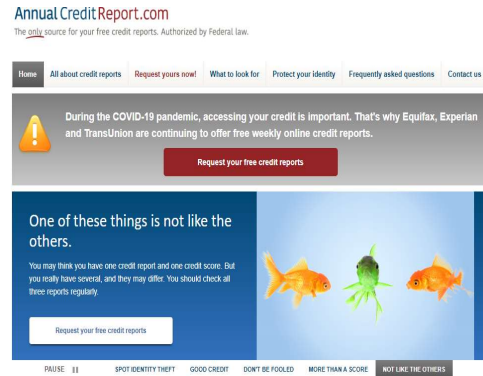 Annual Credit Report.com
The only source for your free credit reports. Authorized by Federal law.
Home All about credit reports Request yours now! What to look for Protect your identity Frequently asked questions Contact us
During the COVID-19 pandemic, accessing your credit is important. That's why Equifax, Experian
and TransUnion are continuing to offer free weekly online credit reports.
Request your free credit reports
One of these things is not like the
others.
You may think you have one credit report and one credit score. But
you really have several, and they may differ. You should check all
three reports regularly.
Request your free credit reports
PAUSE || SPOT IDENTITY THEFT GOOD CREDIT DON'T BE FOOLED MORE THAN A SCORE NOT LIKE THE OTHERS